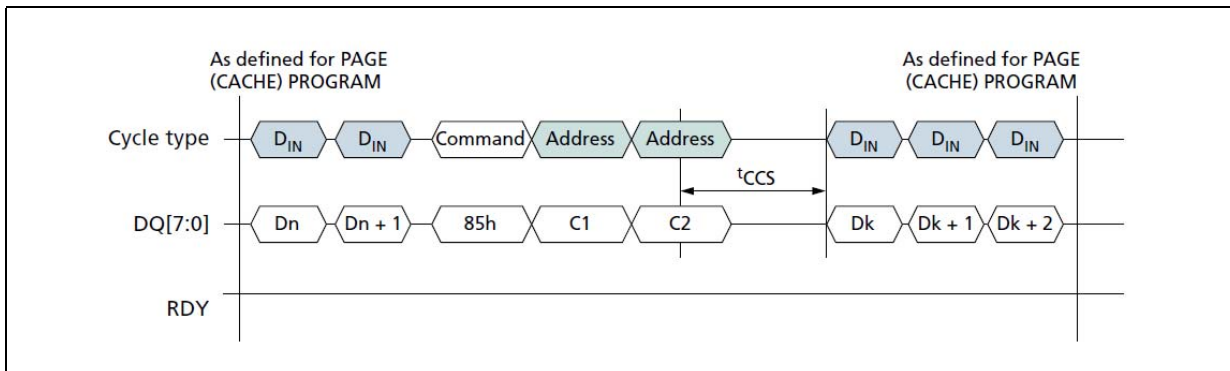 As defined for PAGE
(CACHE) PROGRAM
As defined for PAGE
(CACHE) PROGRAM
Cycle type DIN DIN Command Address Address DIN DIN DIN
tCCS
DQ[7:0] Dn Dn + 1 85h C1 C2 Dk Dk + 1 Dk + 2
RDY